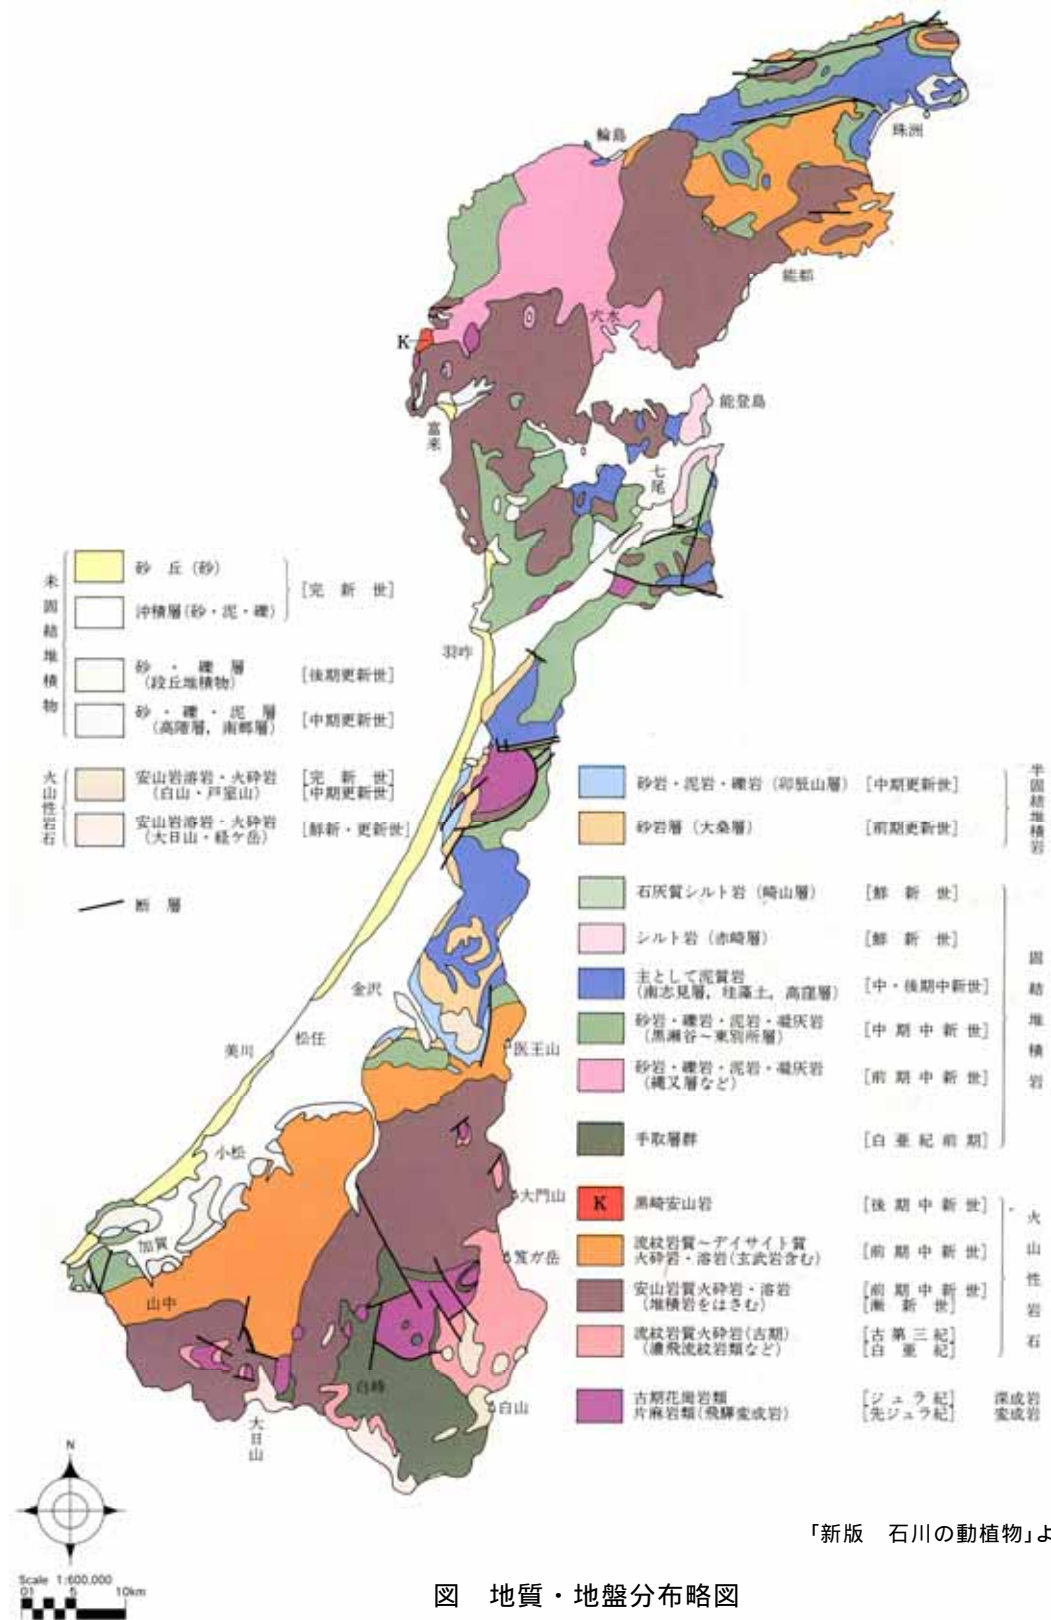 輪島
珠洲
能都
穴水
K
能登島
富来
七尾
羽咋
金沢
松任
美川
医王山
小松
大門山
加賀
笈ガ岳
山中
白峰
白山
大日山
未固結堆積物
砂丘(砂)
沖積層(砂・泥・礫)
[完新世]
砂・礫層
(段丘堆積物)
[後期更新世]
砂・礫・泥層
(高階層, 南郷層)
[中期更新世]
火山性岩石
安山岩溶岩・火砕岩
(白山・戸室山)
[完新世]
[中期更新世]
安山岩溶岩・火砕岩
(大日山・経ケ岳)
[鮮新・更新世]
断層
半固結堆積岩
砂岩・泥岩・礫岩(卯辰山層)
[中期更新世]
砂岩層(大桑層)
[前期更新世]
固結堆積岩
石灰質シルト岩(崎山層)
[鮮新世]
シルト岩(赤崎層)
[鮮新世]
主として泥質岩
(南志見層, 珪藻土, 高窪層)
[中・後期中新世]
砂岩・礫岩・泥岩・凝灰岩
(黒瀬谷～東別所層)
[中期中新世]
砂岩・礫岩・泥岩・凝灰岩
(縄又層など)
[前期中新世]
手取層群
[白亜紀前期]
火山性岩石
K
黒崎安山岩
[後期中新世]
流紋岩質～デイサイト質
火砕岩・溶岩(玄武岩含む)
[前期中新世]
安山岩質火砕岩・溶岩
(堆積岩をはさむ)
[前期中新世]
[漸新世]
流紋岩質火砕岩(古期)
(濃飛流紋岩類など)
[古第三紀]
[白亜紀]
古期花崗岩類
片麻岩類(飛騨変成岩)
[ジュラ紀]
[先ジュラ紀]
深成岩
変成岩
N
Scale 1:600,000
01 5 10km
「新版 石川の動植物」よ
図 地質・地盤分布略図